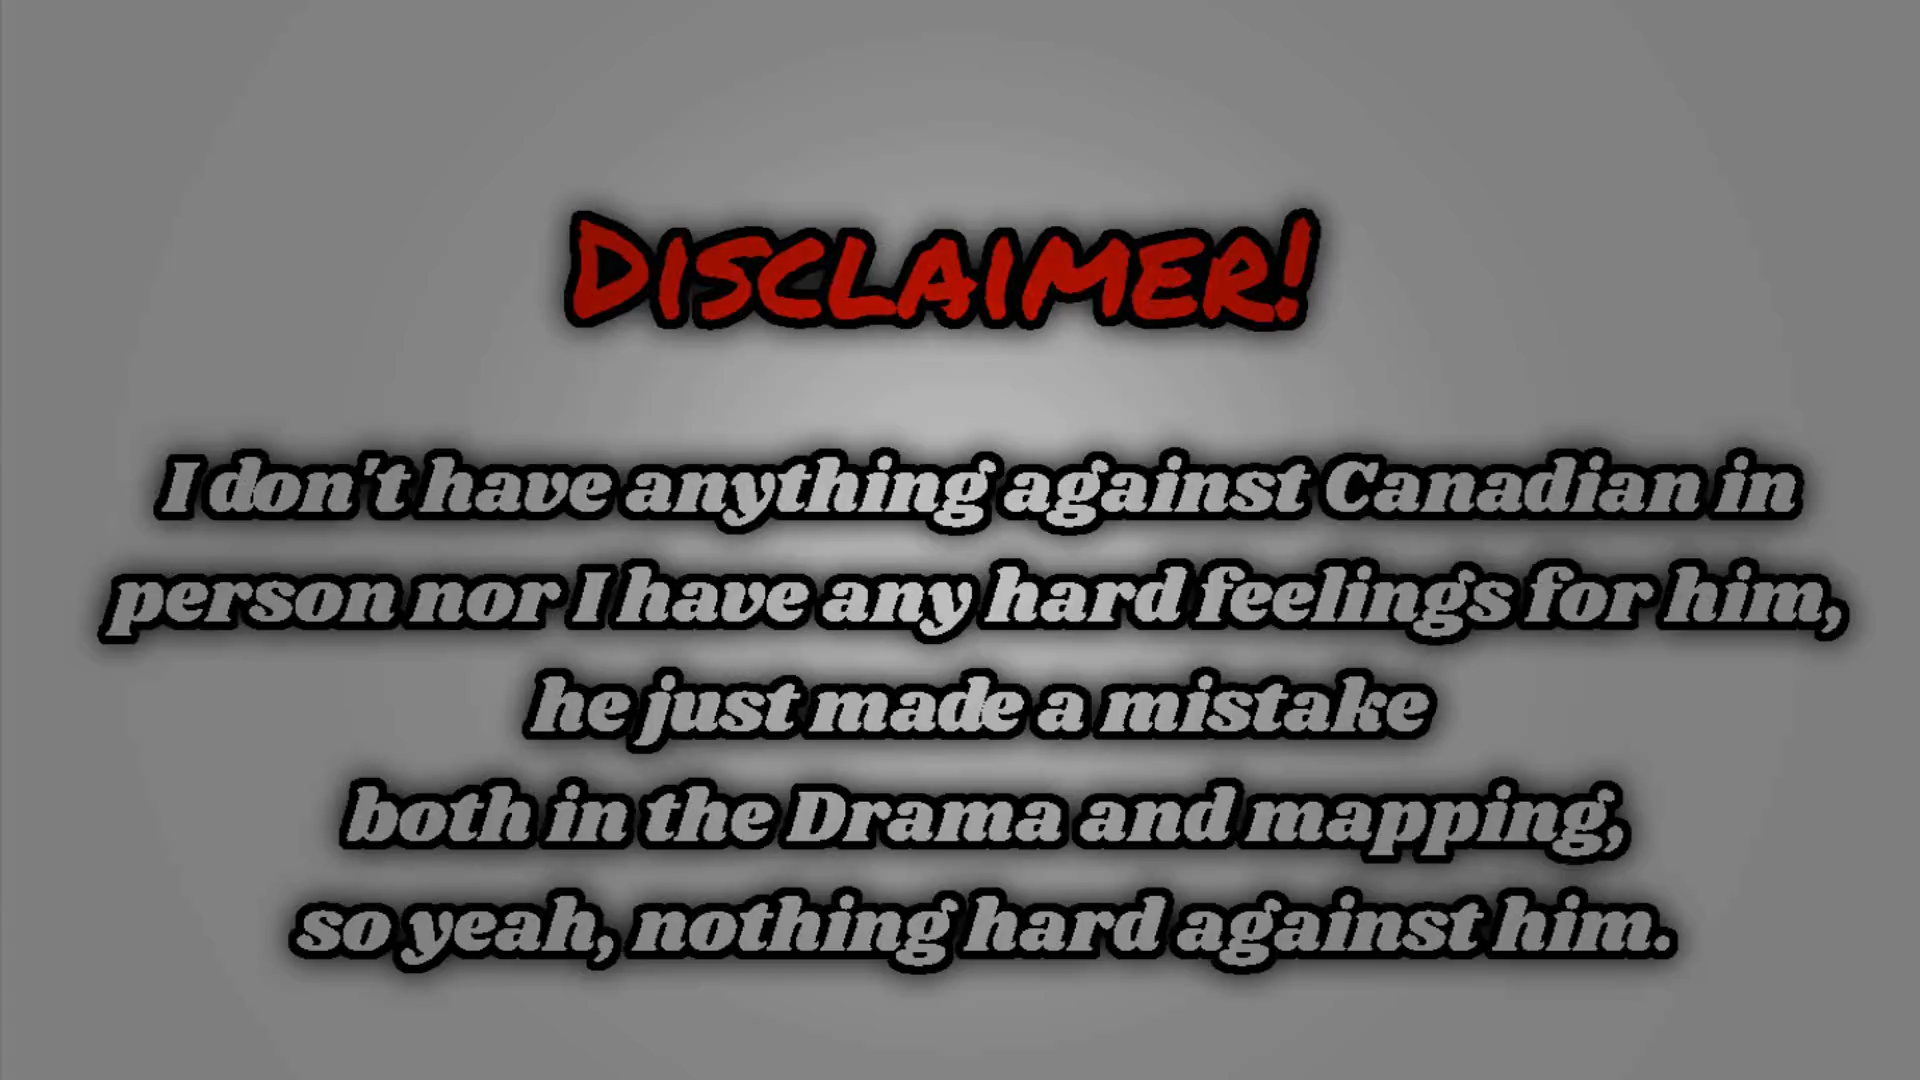 Disclaimer!
I don't have anything against Canadian in
person nor I have any hard feelings for him,
he just made a mistake
both in the Drama and mapping,
so yeah, nothing hard against him.